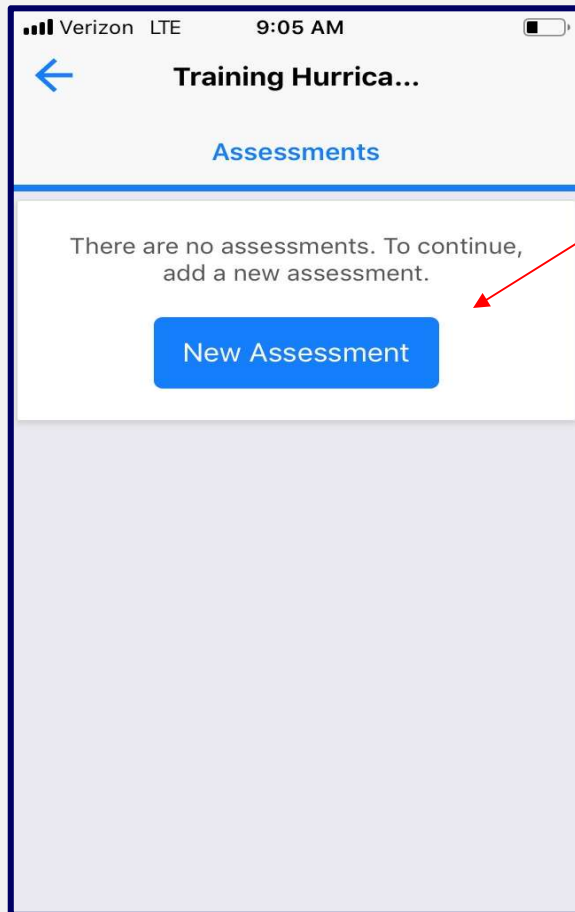 Verizon LTE 9:05 AM
Training Hurrica...
Assessments
There are no assessments. To continue,
add a new assessment.
New Assessment